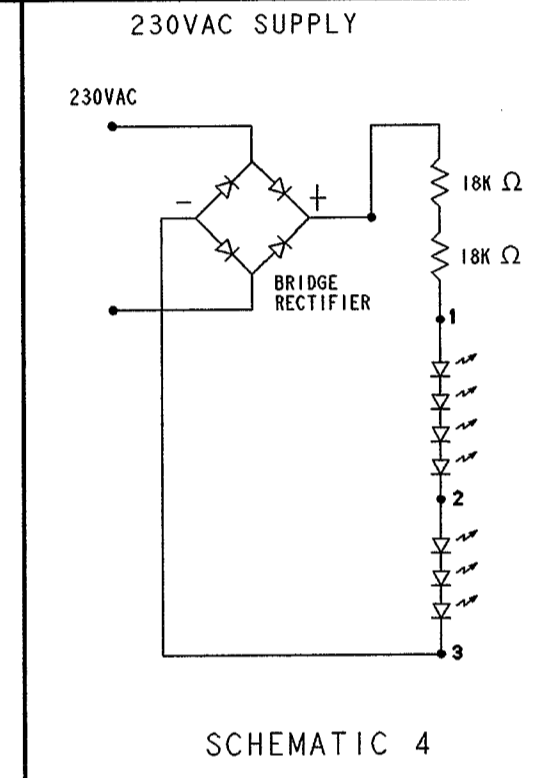 230VAC SUPPLY
230VAC
18K Ω
- +
18K Ω
BRIDGE
RECTIFIER
1
2
3
SCHEMATIC 4